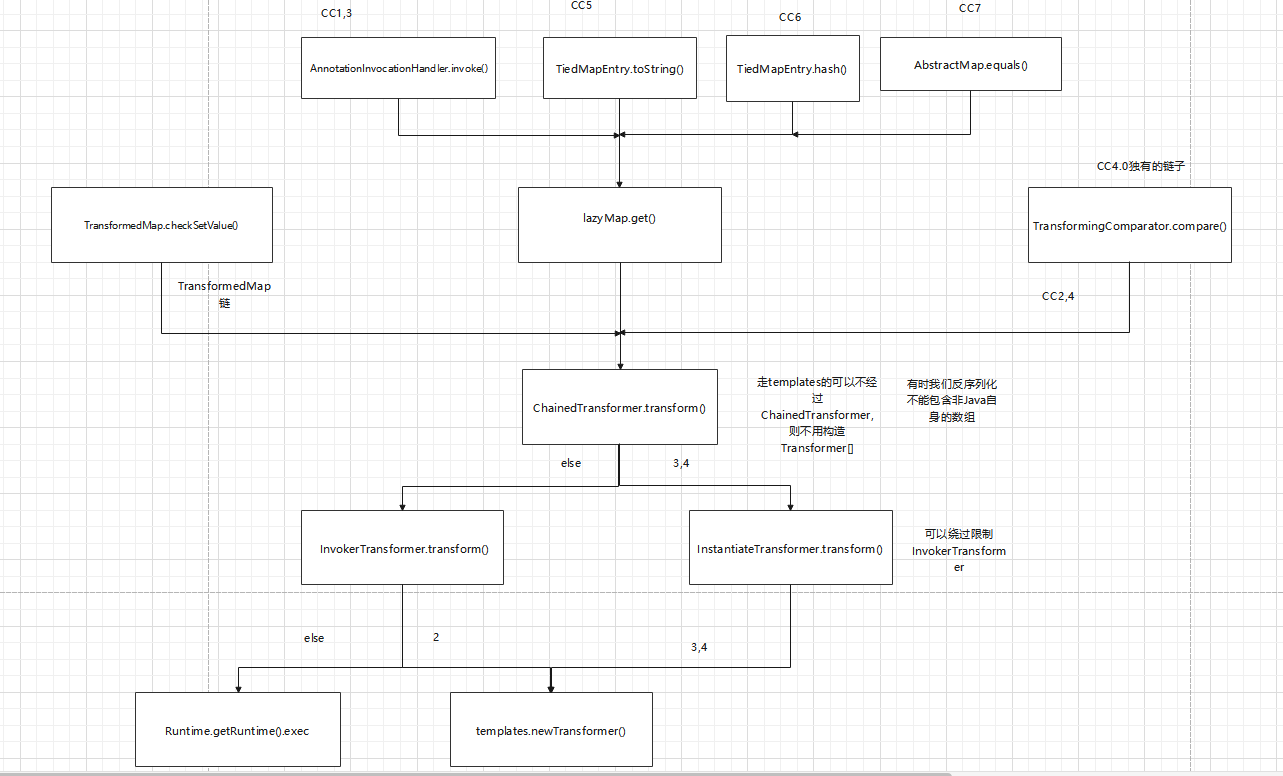 CC1,3
CC5
CC6
CC7
AnnotationInvocationHandler.invoke()
TiedMapEntry.toString()
TiedMapEntry.hash()
AbstractMap.equals()
CC4.0独有的链子
TransformedMap.checkSetValue()
lazyMap.get()
TransformingComparator.compare()
TransformedMap
链
CC2,4
ChainedTransformer.transform()
走templates的可以不经
过
ChainedTransformer,
则不用构造
Transformer[]
有时我们反序列化
不能包含非Java自
身的数组
else
3,4
InvokerTransformer.transform()
InstantiateTransformer.transform()
可以绕过限制
InvokerTransform
er
else
2
3,4
Runtime.getRuntime().exec
templates.newTransformer()